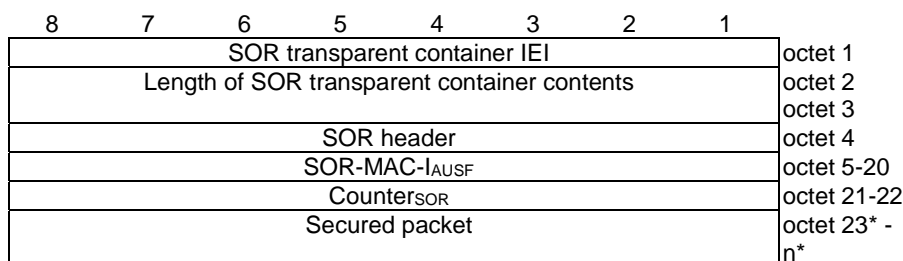 8 7 6 5 4 3 2 1
SOR transparent container IEI octet 1
Length of SOR transparent container contents octet 2
octet 3
SOR header octet 4
SOR-MAC-IAUSF octet 5-20
CounterSOR octet 21-22
Secured packet octet 23* -
n*